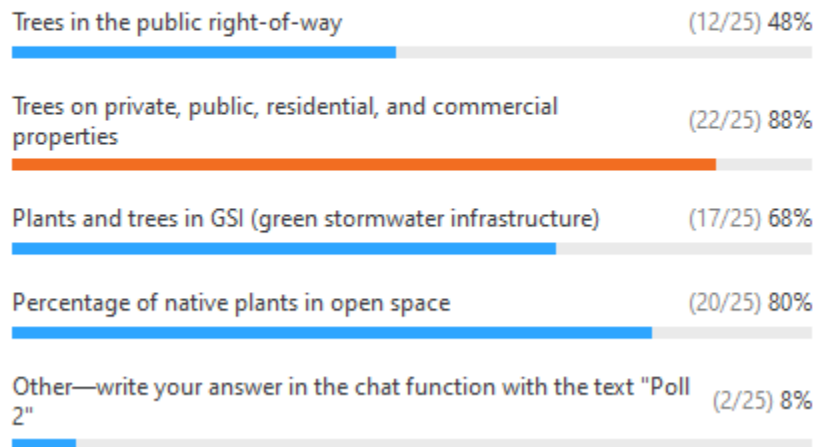 Trees in the public right-of-way (12/25) 48%
Trees on private, public, residential, and commercial
properties (22/25) 88%
Plants and trees in GSI (green stormwater infrastructure) (17/25) 68%
Percentage of native plants in open space (20/25) 80%
Other—write your answer in the chat function with the text "Poll
2" (2/25) 8%